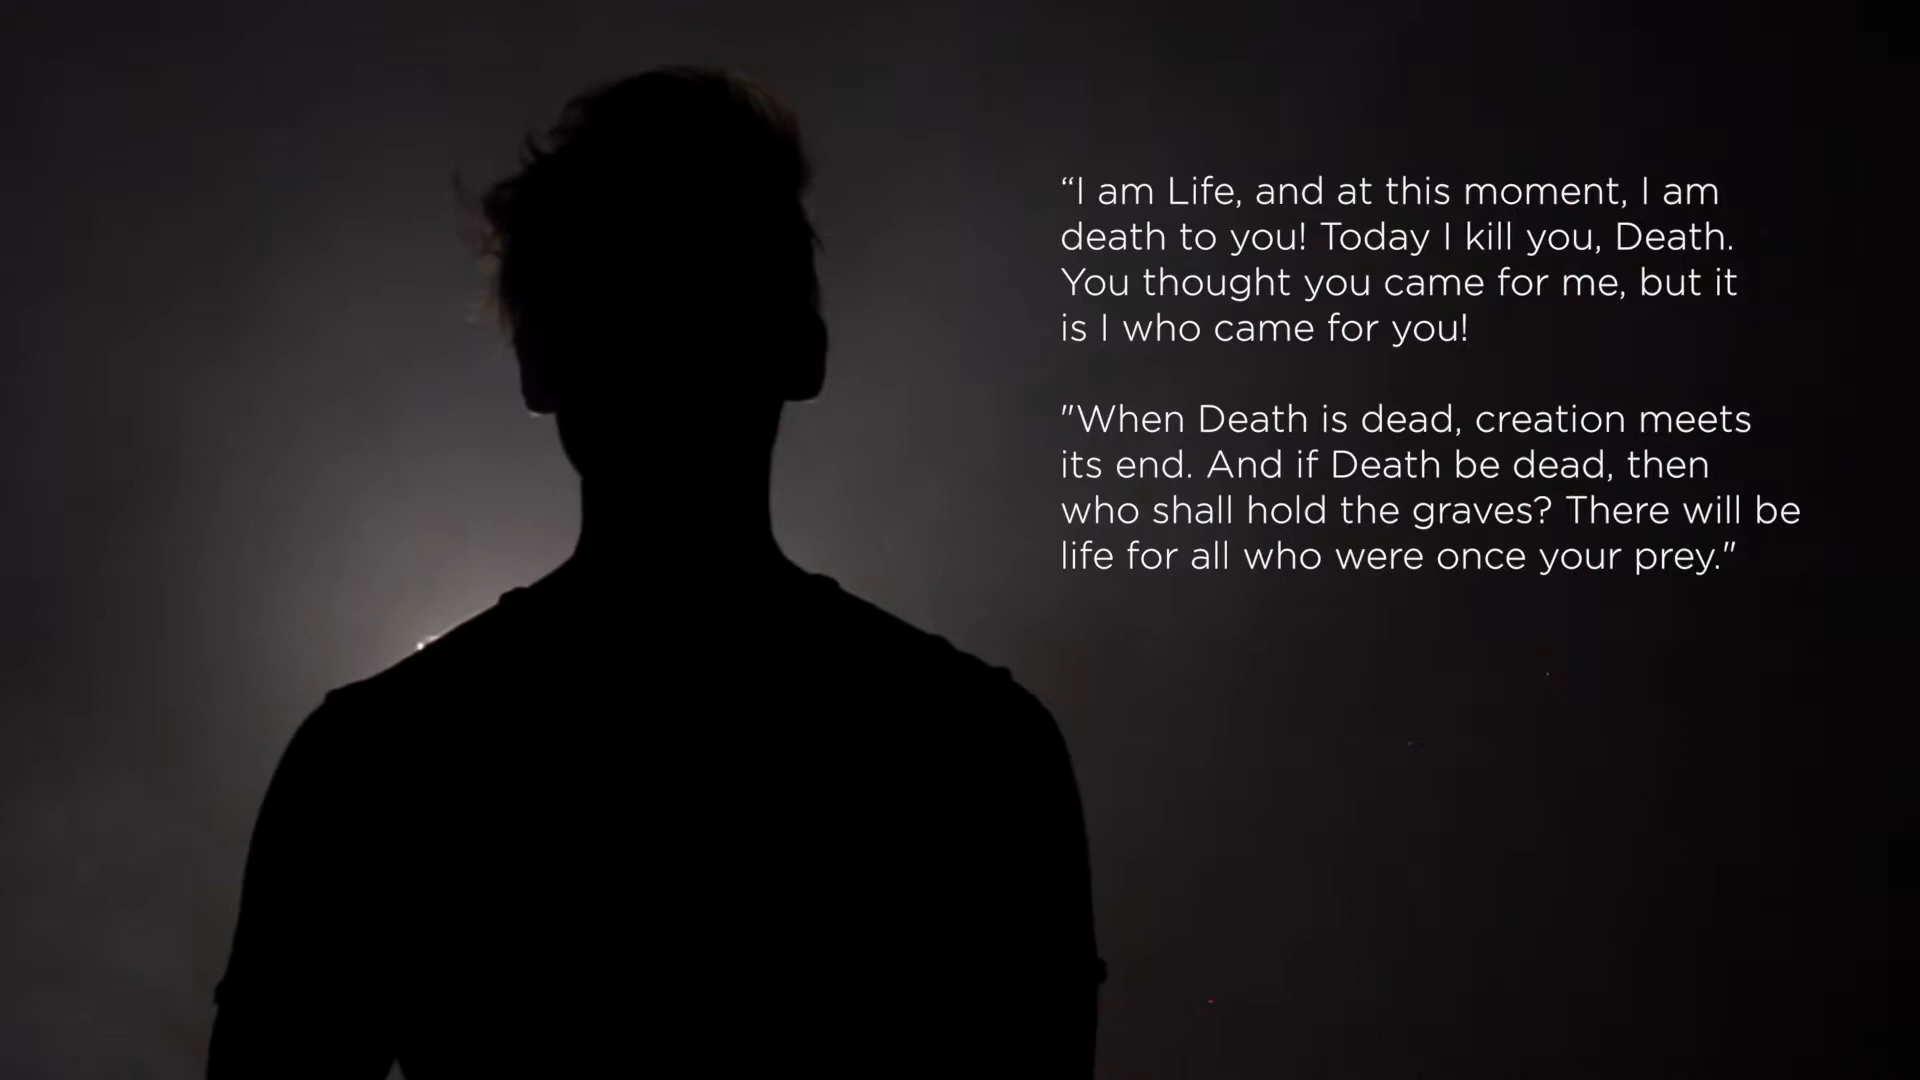 “I am Life, and at this moment, I am
death to you! Today I kill you, Death.
You thought you came for me, but it
is I who came for you!
"When Death is dead, creation meets
its end. And if Death be dead, then
who shall hold the graves? There will be
life for all who were once your prey."